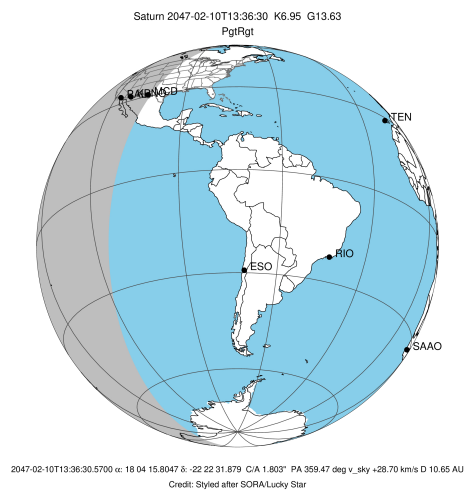 Saturn 2047-02-10T13:36:30 K6.95 G13.63
PgtRgt
MCD
TEN
RIO
ESO
SAAO
2047-02-10T13:36:30.5700 α: 18 04 15.8047 δ: -22 22 31.879 C/A 1.803" PA 359.47 deg v_sky +28.70 km/s D 10.65 AU
Credit: Styled after SORA/Lucky Star